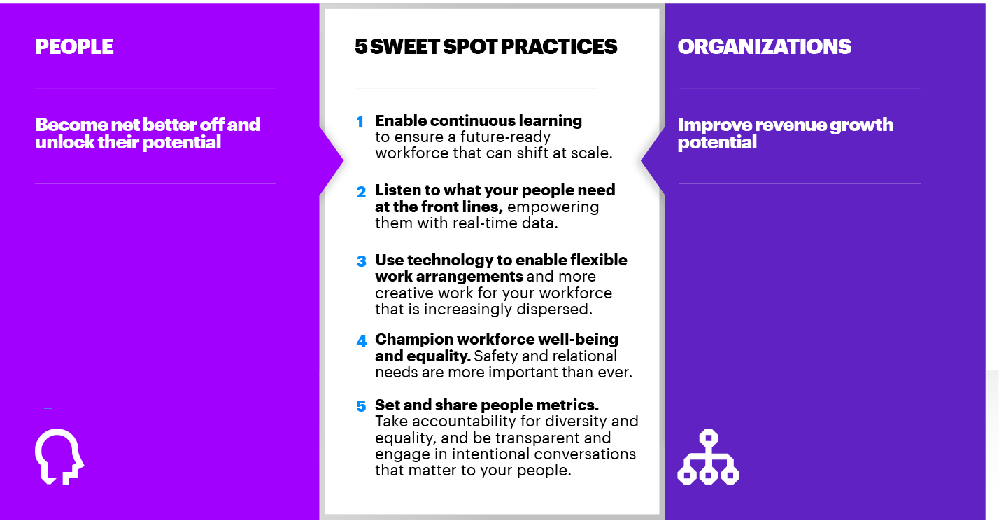 PEOPLE
Become net better off and
unlock their potential
5 SWEET SPOT PRACTICES
1 Enable continuous learning
to ensure a future-ready
workforce that can shift at scale.
2 Listen to what your people need
at the front lines, empowering
them with real-time data.
3 Use technology to enable flexible
work arrangements and more
creative work for your workforce
that is increasingly dispersed.
4 Champion workforce well-being
and equality. Safety and relational
needs are more important than ever.
5 Set and share people metrics.
Take accountability for diversity and
equality, and be transparent and
engage in intentional conversations
that matter to your people.
ORGANIZATIONS
Improve revenue growth
potential